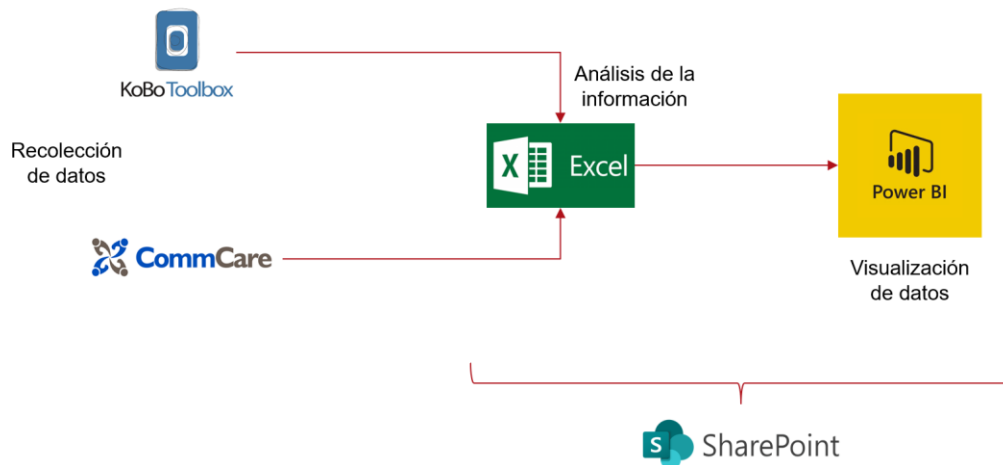 KoBoToolbox
Análisis de la
información
Recolección
de datos
X
Excel
Power BI
CommCare
Visualización
de datos
S
SharePoint